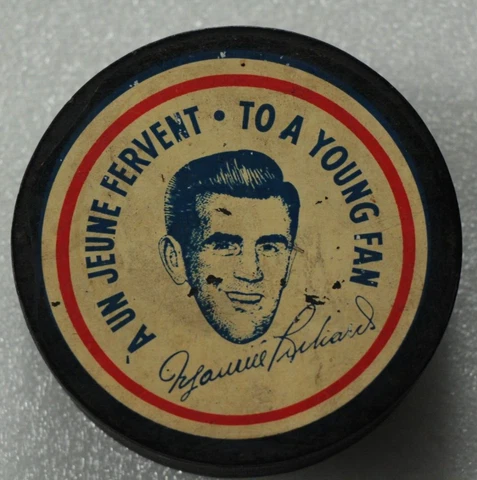 À UN JEUNE FERVENT • TO A YOUNG FAN
Maurice Richard